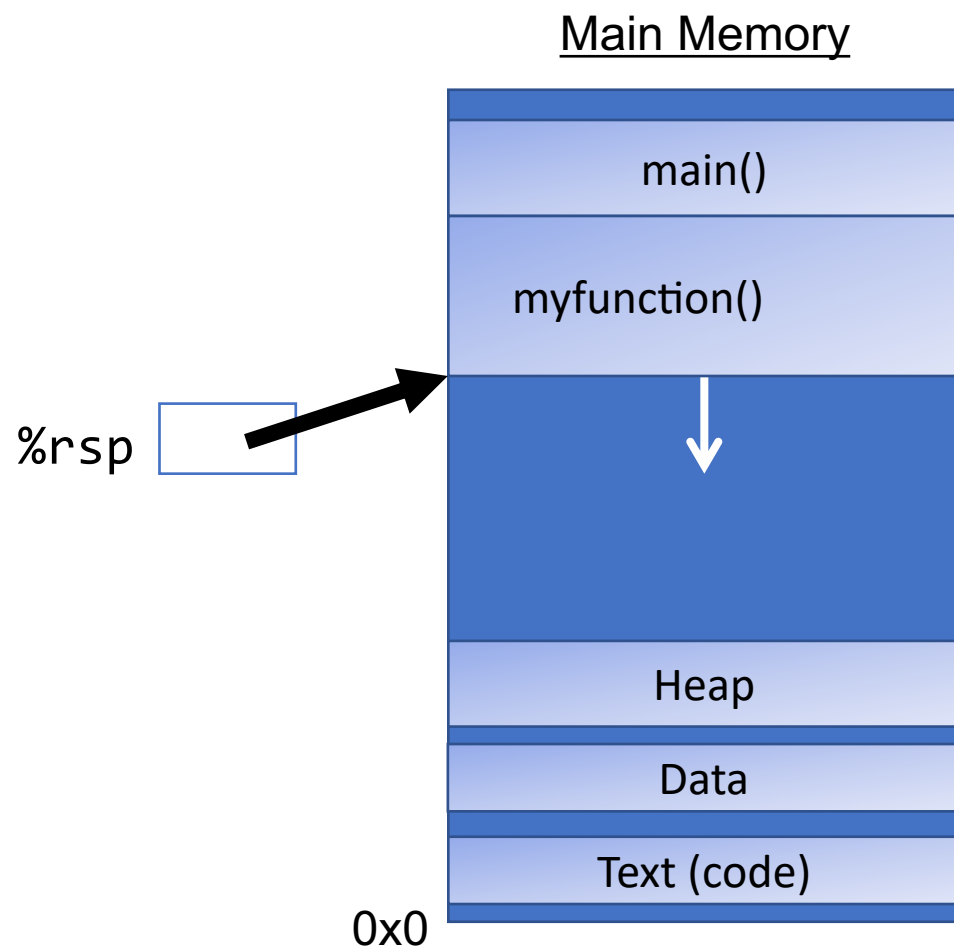 Main Memory
main()
myfunction()
%rsp
Heap
Data
Text (code)
0x0